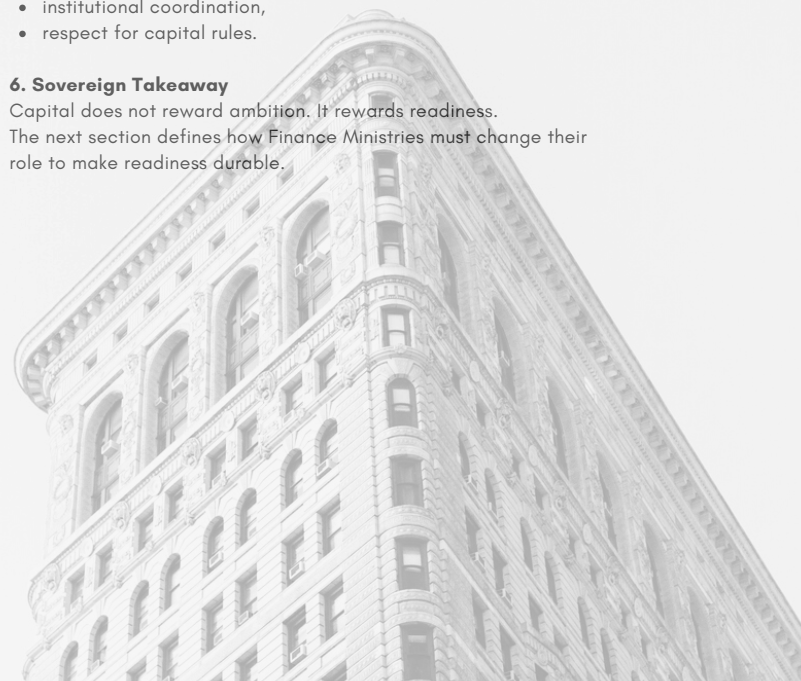 • institutional coordination,
• respect for capital rules.
6. Sovereign Takeaway
Capital does not reward ambition. It rewards readiness.
The next section defines how Finance Ministries must change their
role to make readiness durable.